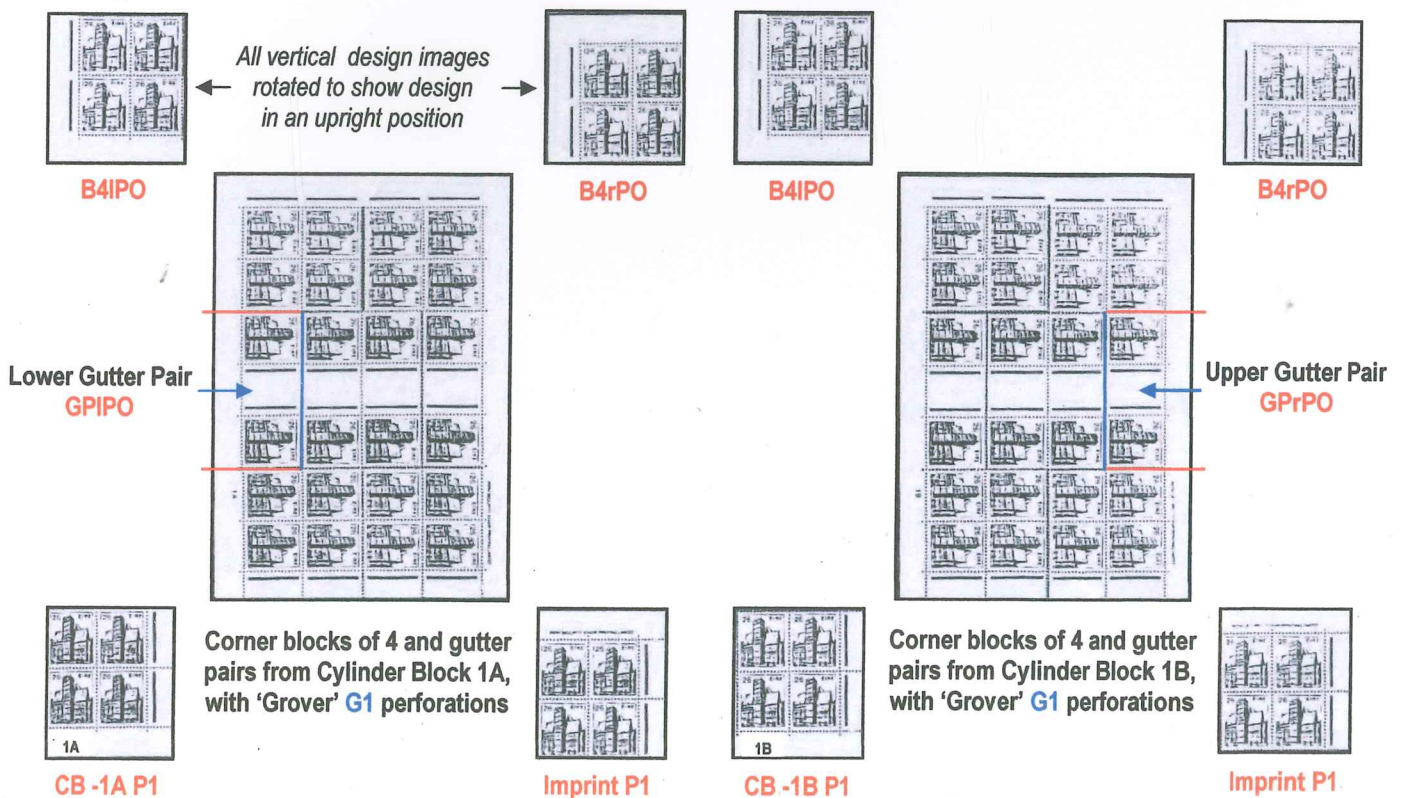 All vertical design images
rotated to show design
in an upright position
B4lPO
B4rPO
B4lPO
B4rPO
Lower Gutter Pair
GPlPO
Upper Gutter Pair
GPrPO
Corner blocks of 4 and gutter
pairs from Cylinder Block 1A,
with ‘Grover’ G1 perforations
Corner blocks of 4 and gutter
pairs from Cylinder Block 1B,
with ‘Grover’ G1 perforations
1A
1B
CB -1A P1
Imprint P1
CB -1B P1
Imprint P1